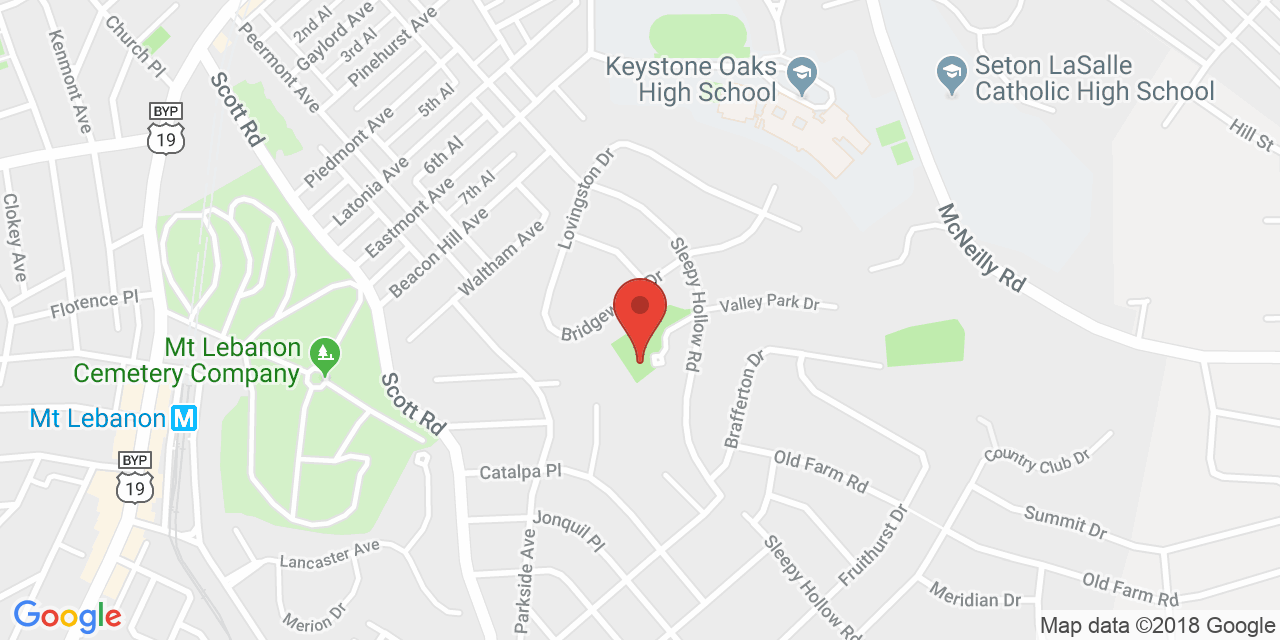 Church Pl
Kenmont Ave
2nd Al
Gaylord Ave
Peermont Ave
3rd Al
Pinehurst Ave
5th Al
Keystone Oaks
High School
Seton LaSalle
Catholic High School
Hill St
BYP
19
Scott Rd
Piedmont Ave
6th Al
Latonia Ave
7th Al
Eastmont Ave
Beacon Hill Ave
Waltham Ave
Lovingston Dr
Clokey Ave
McNeilly Rd
Sleepy Hollow Rd
Florence Pl
Dr
Valley Park Dr
Mt Lebanon
Cemetery Company
Mt Lebanon M
Scott Rd
Brafferton Dr
BYP
19
Catalpa Pl
Old Farm Rd
Country Club Dr
Jonquil Pl
Summit Dr
Fruithurst Dr
Lancaster Ave
Parkside Ave
Sleepy Hollow Rd
Old Farm Rd
Meridian Dr
Merion Dr
Google
Map data ©2018 Google